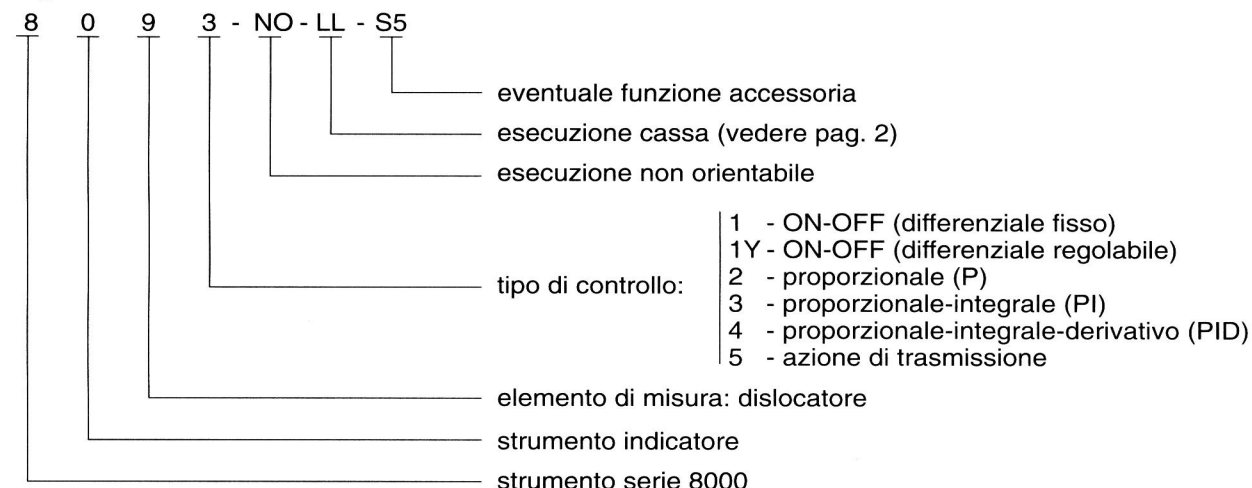 8 0 9 3 - NO - LL - S5
eventuale funzione accessoria
esecuzione cassa (vedere pag. 2)
esecuzione non orientabile
tipo di controllo:
1 - ON-OFF (differenziale fisso)
1Y - ON-OFF (differenziale regolabile)
2 - proporzionale (P)
3 - proporzionale-integrale (PI)
4 - proporzionale-integrale-derivativo (PID)
5 - azione di trasmissione
elemento di misura: dislocatore
strumento indicatore
strumento serie 8000